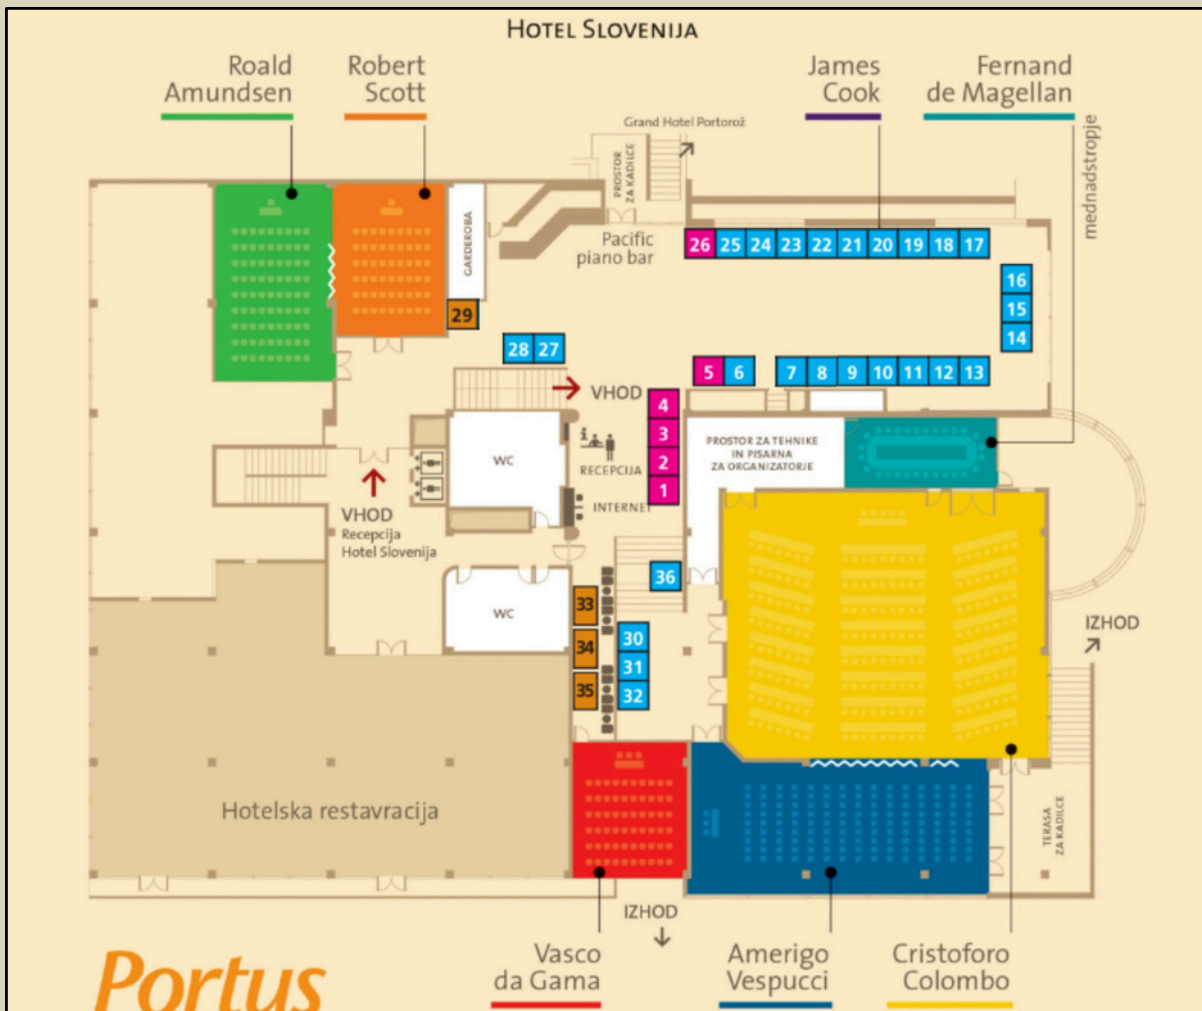 HOTEL SLOVENIJA
Roald
Amundsen
Robert
Scott
James
Cook
Fernand
de Magellan
Grand Hotel Portorož
mednadstropje
PROSTOR
ZA KADILCE
GARDEROBA
Pacific
piano bar
26 25 24 23 22 21 20 19 18 17
16
15
14
29
28 27
5 6 7 8 9 10 11 12 13
VHOD
4
3
2
1
RECEPCIJA
INTERNET
WC
PROSTOR ZA TEHNIKE
IN PISARNA
ZA ORGANIZATORJE
VHOD
Recepcija
Hotel Slovenija
36
WC
33
34
35
30
31
32
IZHOD
Hotelska restavracija
TERASA
ZA KADILCE
IZHOD
Vasco
da Gama
Amerigo
Vespucci
Cristoforo
Colombo
Portus